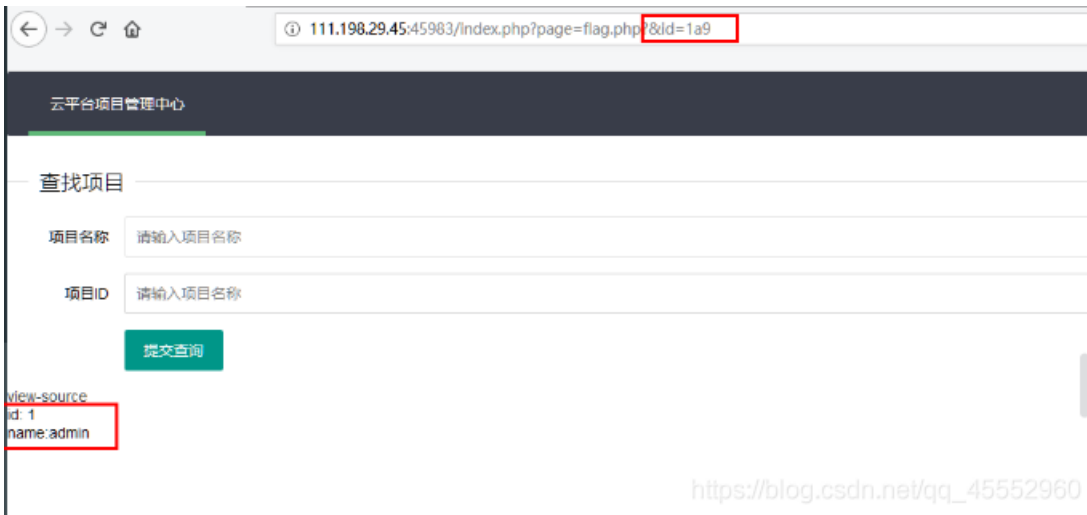 111.198.29.45:45983/index.php?page=flag.php?&id=1a9
云平台项目管理中心
查找项目
项目名称 请输入项目名称
项目ID 请输入项目名称
提交查询
view-source
id: 1
name:admin
https://blog.csdn.net/qq_45552960